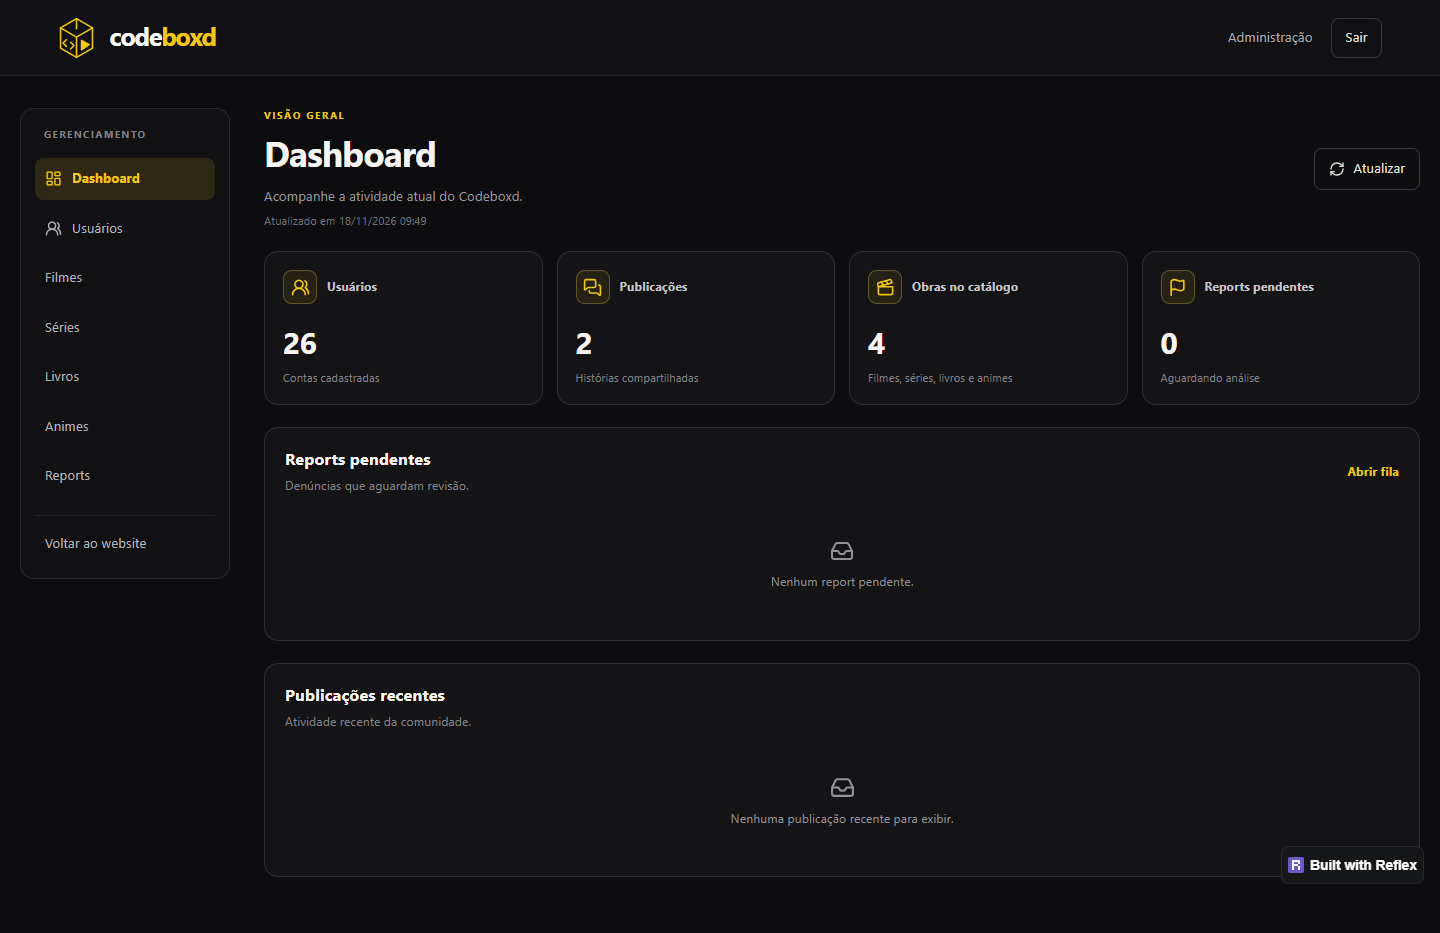 codeboxd
Administração
Sair
GERENCIAMENTO
Dashboard
Usuários
Filmes
Séries
Livros
Animes
Reports
Voltar ao website
VISÃO GERAL
Dashboard
Acompanhe a atividade atual do Codeboxd.
Atualizado em 18/11/2026 09:49
Atualizar
Usuários
26
Contas cadastradas
Publicações
2
Histórias compartilhadas
Obras no catálogo
4
Filmes, séries, livros e animes
Reports pendentes
0
Aguardando análise
Reports pendentes
Denúncias que aguardam revisão.
Abrir fila
Nenhum report pendente.
Publicações recentes
Atividade recente da comunidade.
Nenhuma publicação recente para exibir.
R Built with Reflex